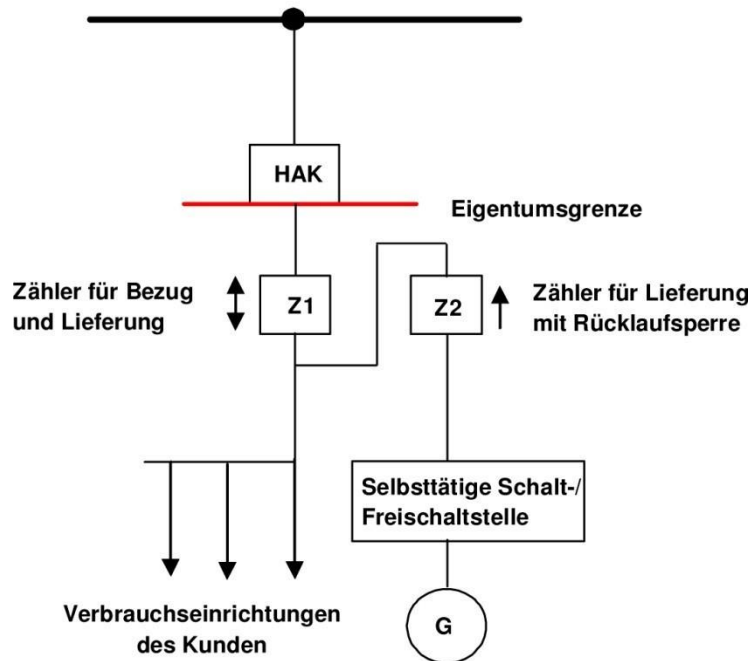 HAK
Eigentumsgrenze
Zähler für Bezug
und Lieferung
Z1
Z2
Zähler für Lieferung
mit Rücklaufsperre
Selbsttätige Schalt-/
Freischaltstelle
Verbrauchseinrichtungen
des Kunden
G